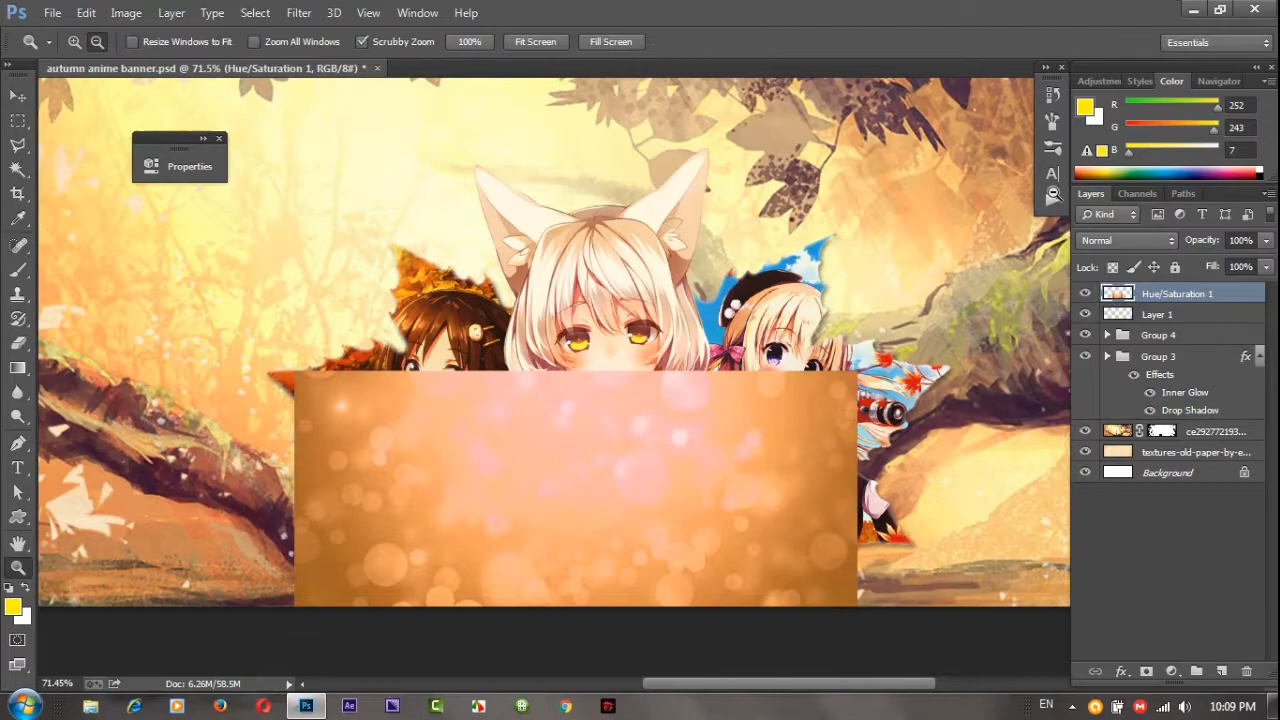 Ps File Edit Image Layer Type Select Filter 3D View Window Help
Resize Windows to Fit Zoom All Windows Scrubby Zoom 100% Fit Screen Fill Screen Essentials
autumn anime banner.psd @ 71.5% (Hue/Saturation 1, RGB/8#) *
Adjustmen Styles Color Navigator
R 252
G 243
B 7
Properties
A
Layers Channels Paths
Kind
Normal Opacity: 100%
Lock: Fill: 100%
Hue/Saturation 1
Layer 1
Group 4
Group 3 fx
Effects
Inner Glow
Drop Shadow
ce292772193...
textures-old-paper-by-e...
Background
71.45% Doc: 6.26M/58.5M
Ps Ae EN 10:09 PM